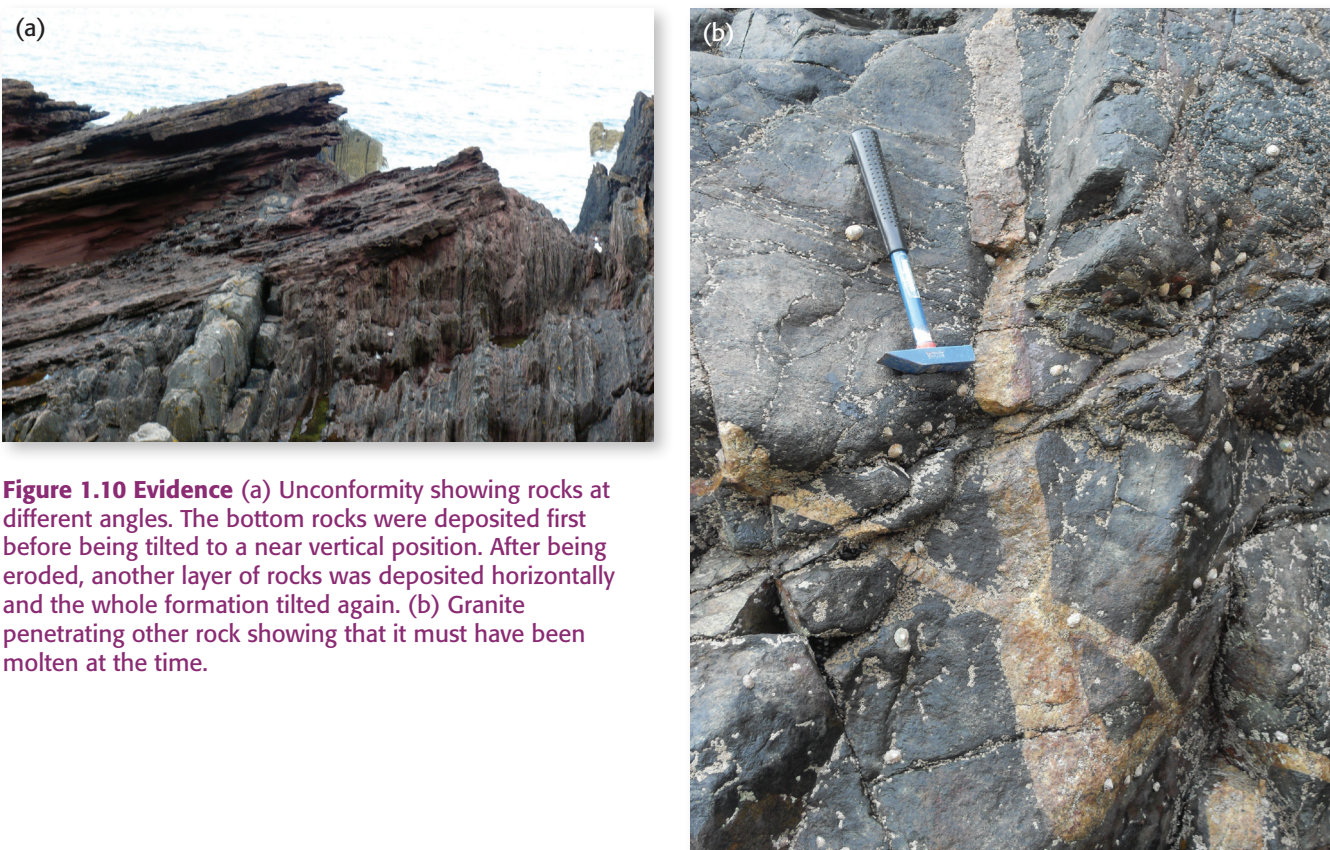 (a)
(b)
Figure 1.10 Evidence (a) Unconformity showing rocks at
different angles. The bottom rocks were deposited first
before being tilted to a near vertical position. After being
eroded, another layer of rocks was deposited horizontally
and the whole formation tilted again. (b) Granite
penetrating other rock showing that it must have been
molten at the time.